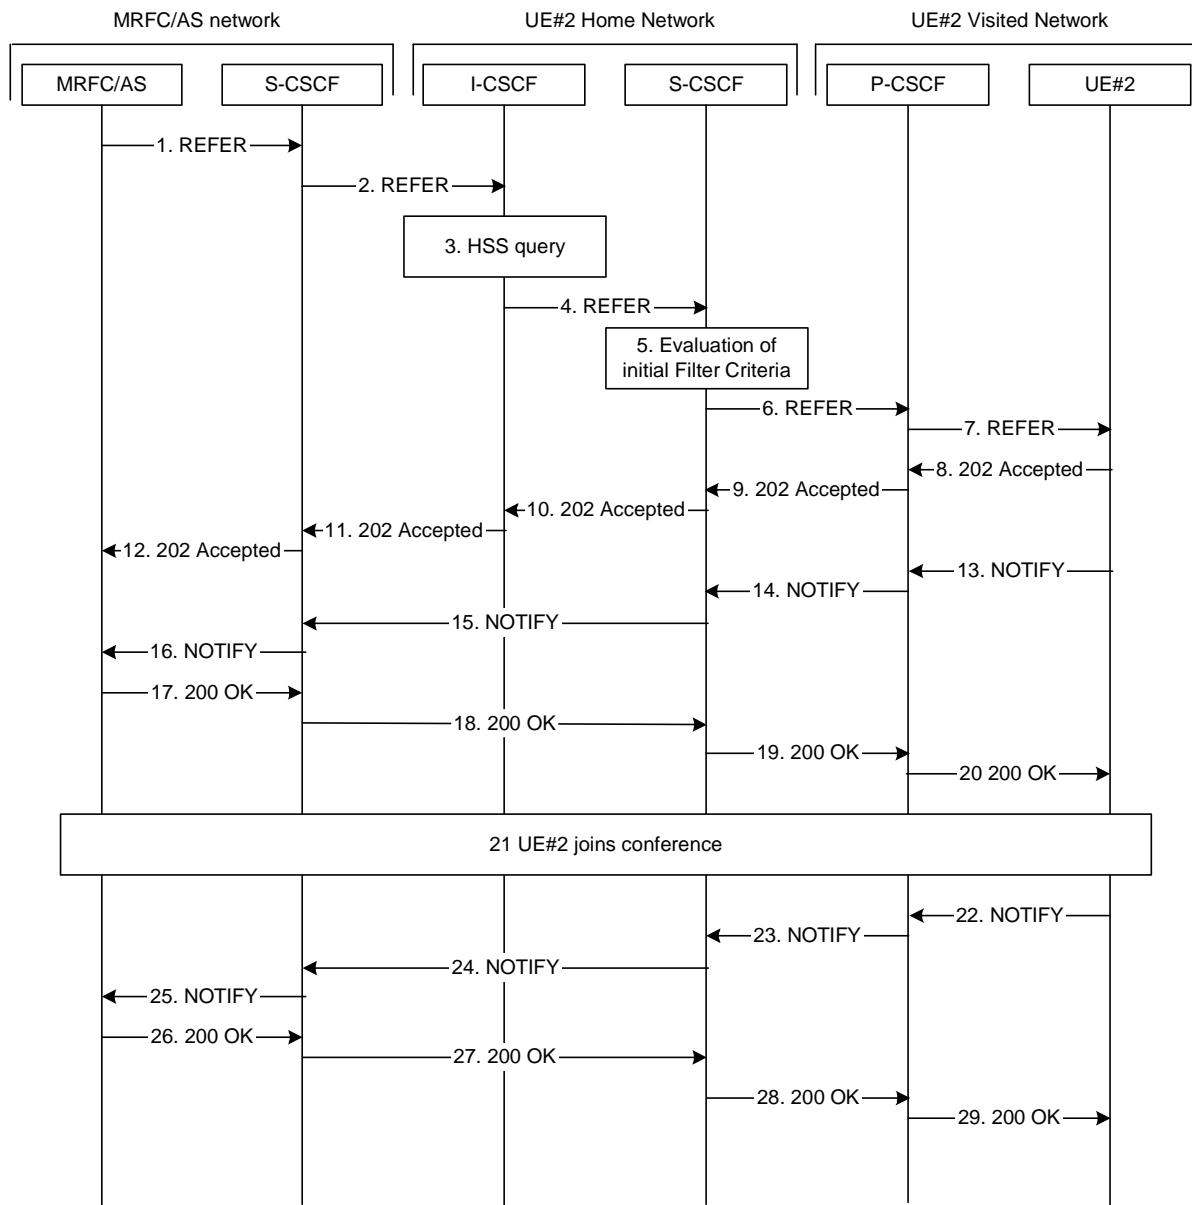 MRFC/AS network
UE#2 Home Network
UE#2 Visited Network
MRFC/AS
S-CSCF
I-CSCF
S-CSCF
P-CSCF
UE#2
1. REFER
2. REFER
3. HSS query
4. REFER
5. Evaluation of
initial Filter Criteria
6. REFER
7. REFER
8. 202 Accepted
9. 202 Accepted
10. 202 Accepted
11. 202 Accepted
12. 202 Accepted
13. NOTIFY
14. NOTIFY
15. NOTIFY
16. NOTIFY
17. 200 OK
18. 200 OK
19. 200 OK
20 200 OK
21 UE#2 joins conference
22. NOTIFY
23. NOTIFY
24. NOTIFY
25. NOTIFY
26. 200 OK
27. 200 OK
28. 200 OK
29. 200 OK